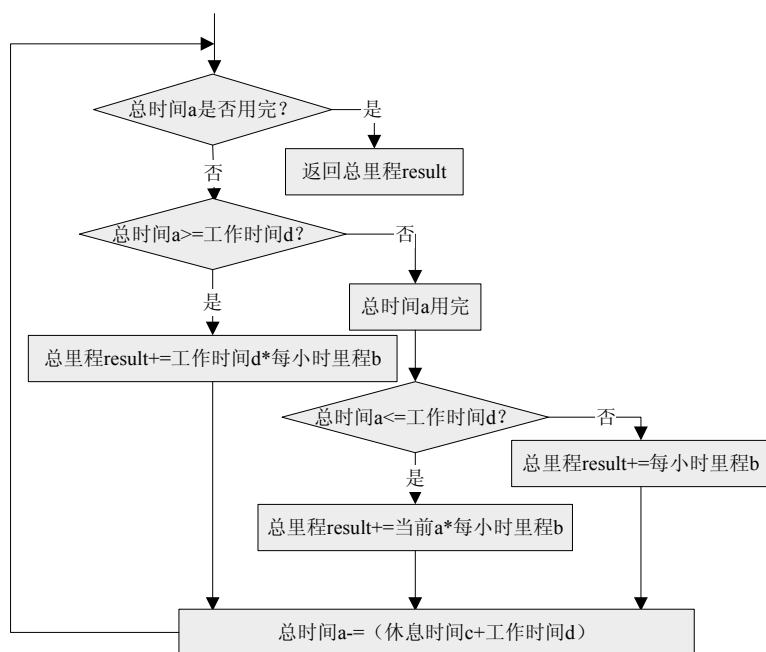 总时间a是否用完？
是
返回总里程result
否
总时间a>=工作时间d？
否
是
总时间a用完
总里程result+=工作时间d*每小时里程b
总时间a<=工作时间d？
否
总里程result+=每小时里程b
是
总里程result+=当前a*每小时里程b
总时间a-=（休息时间c+工作时间d）